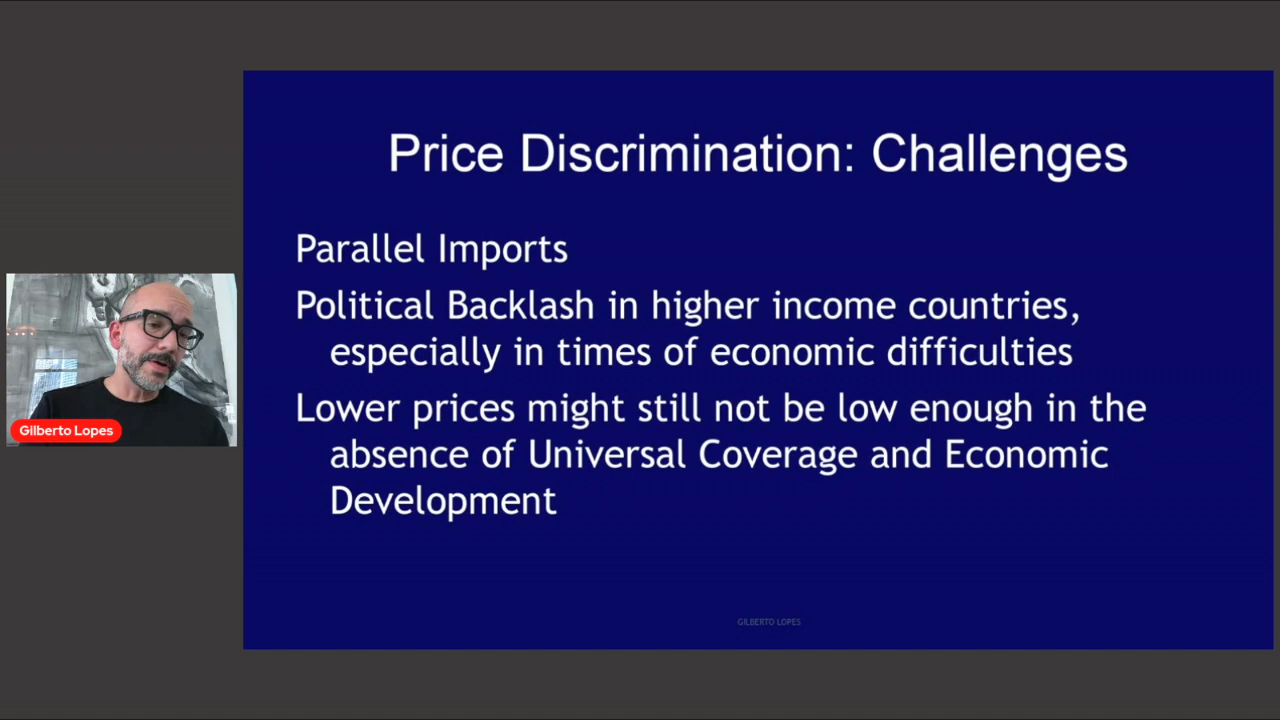 Price Discrimination: Challenges
Parallel Imports
Political Backlash in higher income countries,
especially in times of economic difficulties
Lower prices might still not be low enough in the
absence of Universal Coverage and Economic
Development
Gilberto Lopes
GILBERTO LOPES